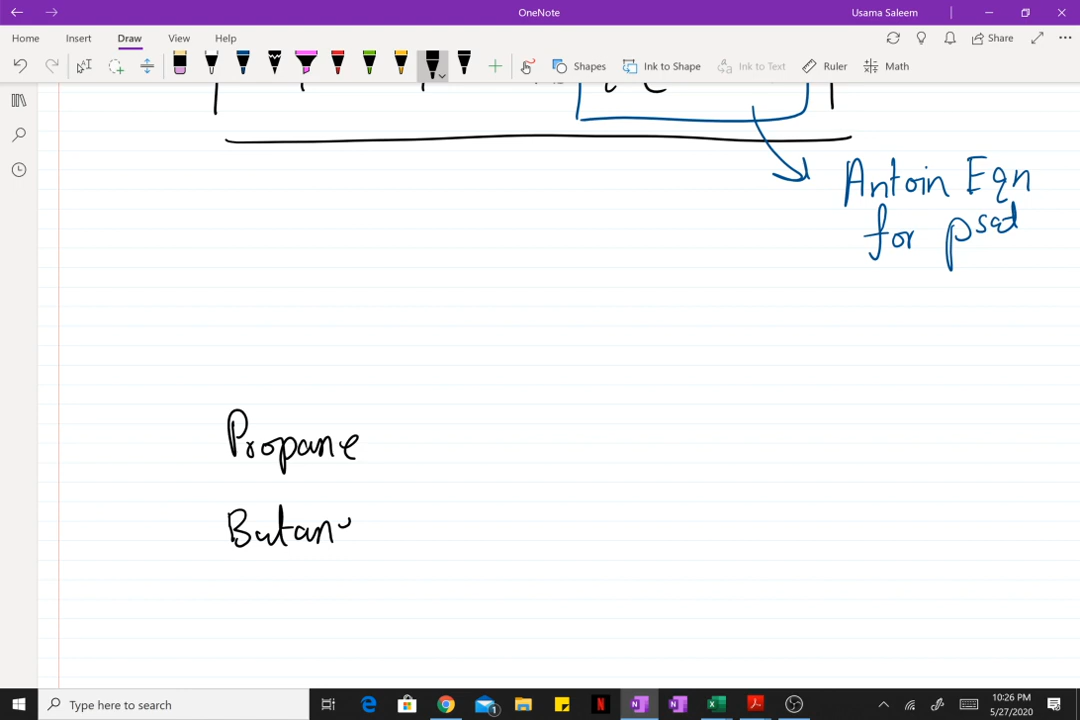 OneNote
Usama Saleem
Home Insert Draw View Help
Share
Shapes Ink to Shape Ink to Text Ruler Math
Antoin Eqn
for psat
Propane
Butan
Type here to search
1
10:26 PM
5/27/2020